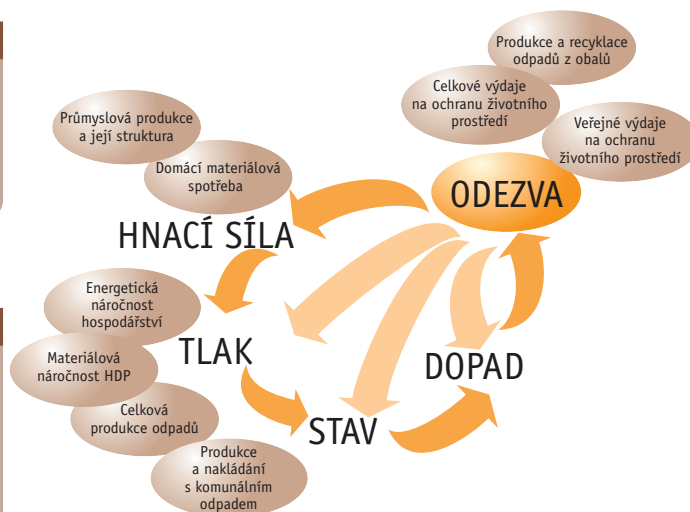 Produkce a recyklace
odpadů z obalů
Celkové výdaje
na ochranu životního
prostředí
Veřejné výdaje
na ochranu
životního prostředí
Průmyslová produkce
a její struktura
Domácí materiálová
spotřeba
ODEZVA
HNACÍ SÍLA
Energetická
náročnost
hospodářství
TLAK
Materiálová
náročnost HDP
DOPAD
Celková
produkce odpadů
STAV
Produkce
a nakládání
s komunálním
odpadem